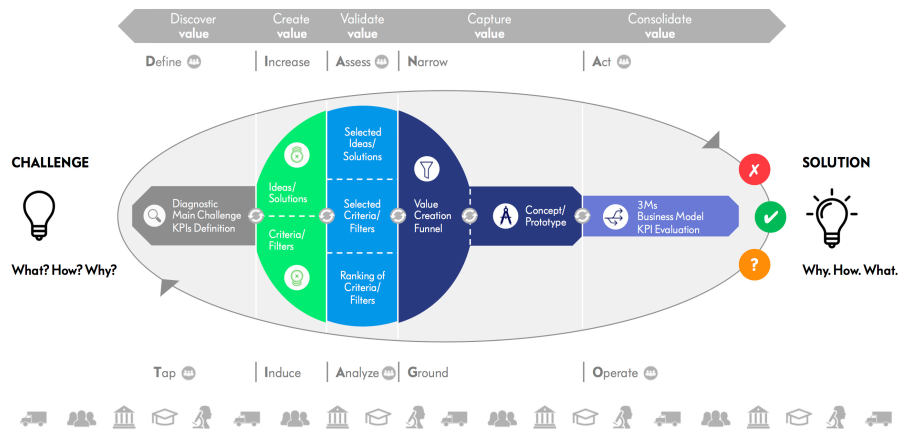 Discover
value
Create
value
Validate
value
Capture
value
Consolidate
value
Define
Increase
Assess
Narrow
Act
CHALLENGE
What? How? Why?
Diagnostic
Main Challenge
KPIs Definition
Ideas/
Solutions
Criteria/
Filters
Selected
Ideas/
Solutions
Selected
Criteria/
Filters
Ranking of
Criteria/
Filters
Value
Creation
Funnel
Concept/
Prototype
3Ms
Business Model
KPI Evaluation
✗
✔
?
SOLUTION
Why. How. What.
Tap
Induce
Analyze
Ground
Operate